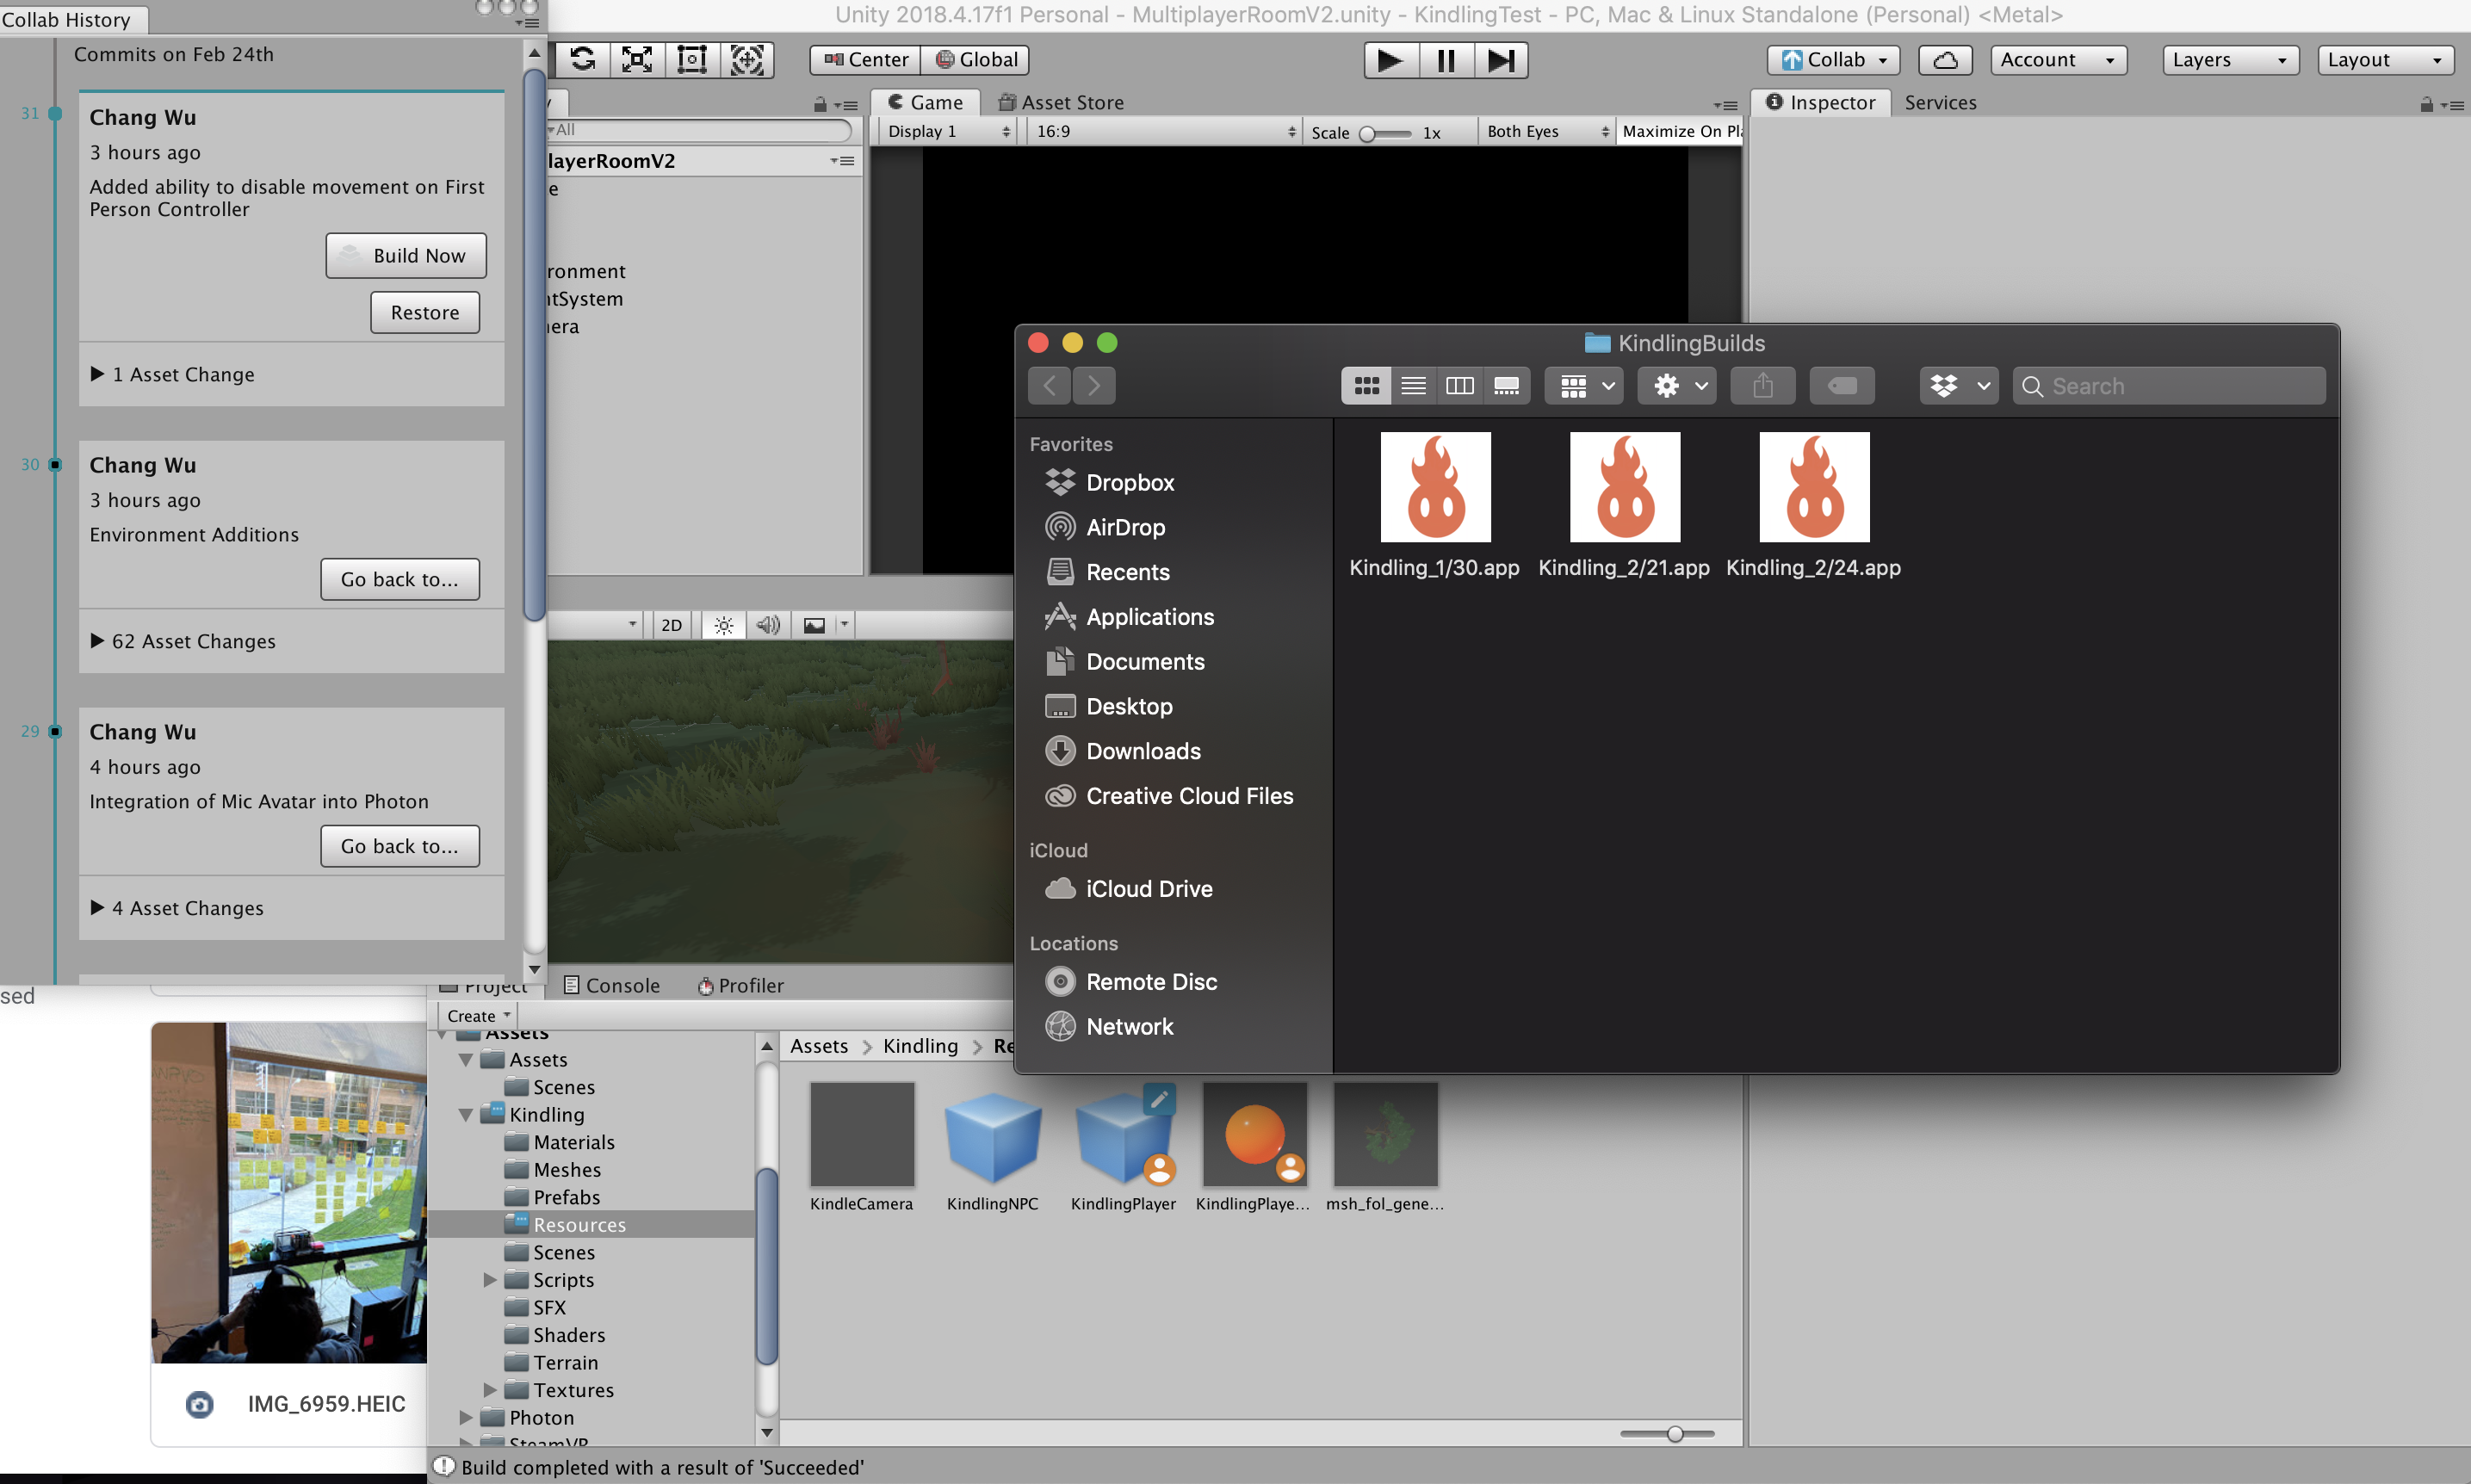 Unity 2018.4.17f1 Personal - MultiplayerRoomV2.unity - KindlingTest - PC, Mac & Linux Standalone (Personal) <Metal>
Collab History
Center
Global
Collab
Account
Layers
Layout
Commits on Feb 24th
31
Chang Wu
3 hours ago
Added ability to disable movement on First
Person Controller
Build Now
Restore
1 Asset Change
30
Chang Wu
3 hours ago
Environment Additions
Go back to...
62 Asset Changes
29
Chang Wu
4 hours ago
Integration of Mic Avatar into Photon
Go back to...
4 Asset Changes
All
layerRoomV2
e
ronment
ntSystem
nera
Game
Asset Store
Display 1
16:9
Scale
1x
Both Eyes
Maximize On Pl
Inspector
Services
2D
KindlingBuilds
Search
Favorites
Dropbox
AirDrop
Recents
Applications
Documents
Desktop
Downloads
Creative Cloud Files
iCloud
iCloud Drive
Locations
Remote Disc
Network
Kindling_1/30.app
Kindling_2/21.app
Kindling_2/24.app
sed
IMG_6959.HEIC
Project
Console
Profiler
Create
Assets
Assets
Scenes
Kindling
Materials
Meshes
Prefabs
Resources
Scenes
Scripts
SFX
Shaders
Terrain
Textures
Photon
SteamVR
Assets
Kindling
Re
KindleCamera
KindlingNPC
KindlingPlayer
KindlingPlaye...
msh_fol_gene...
Build completed with a result of 'Succeeded'